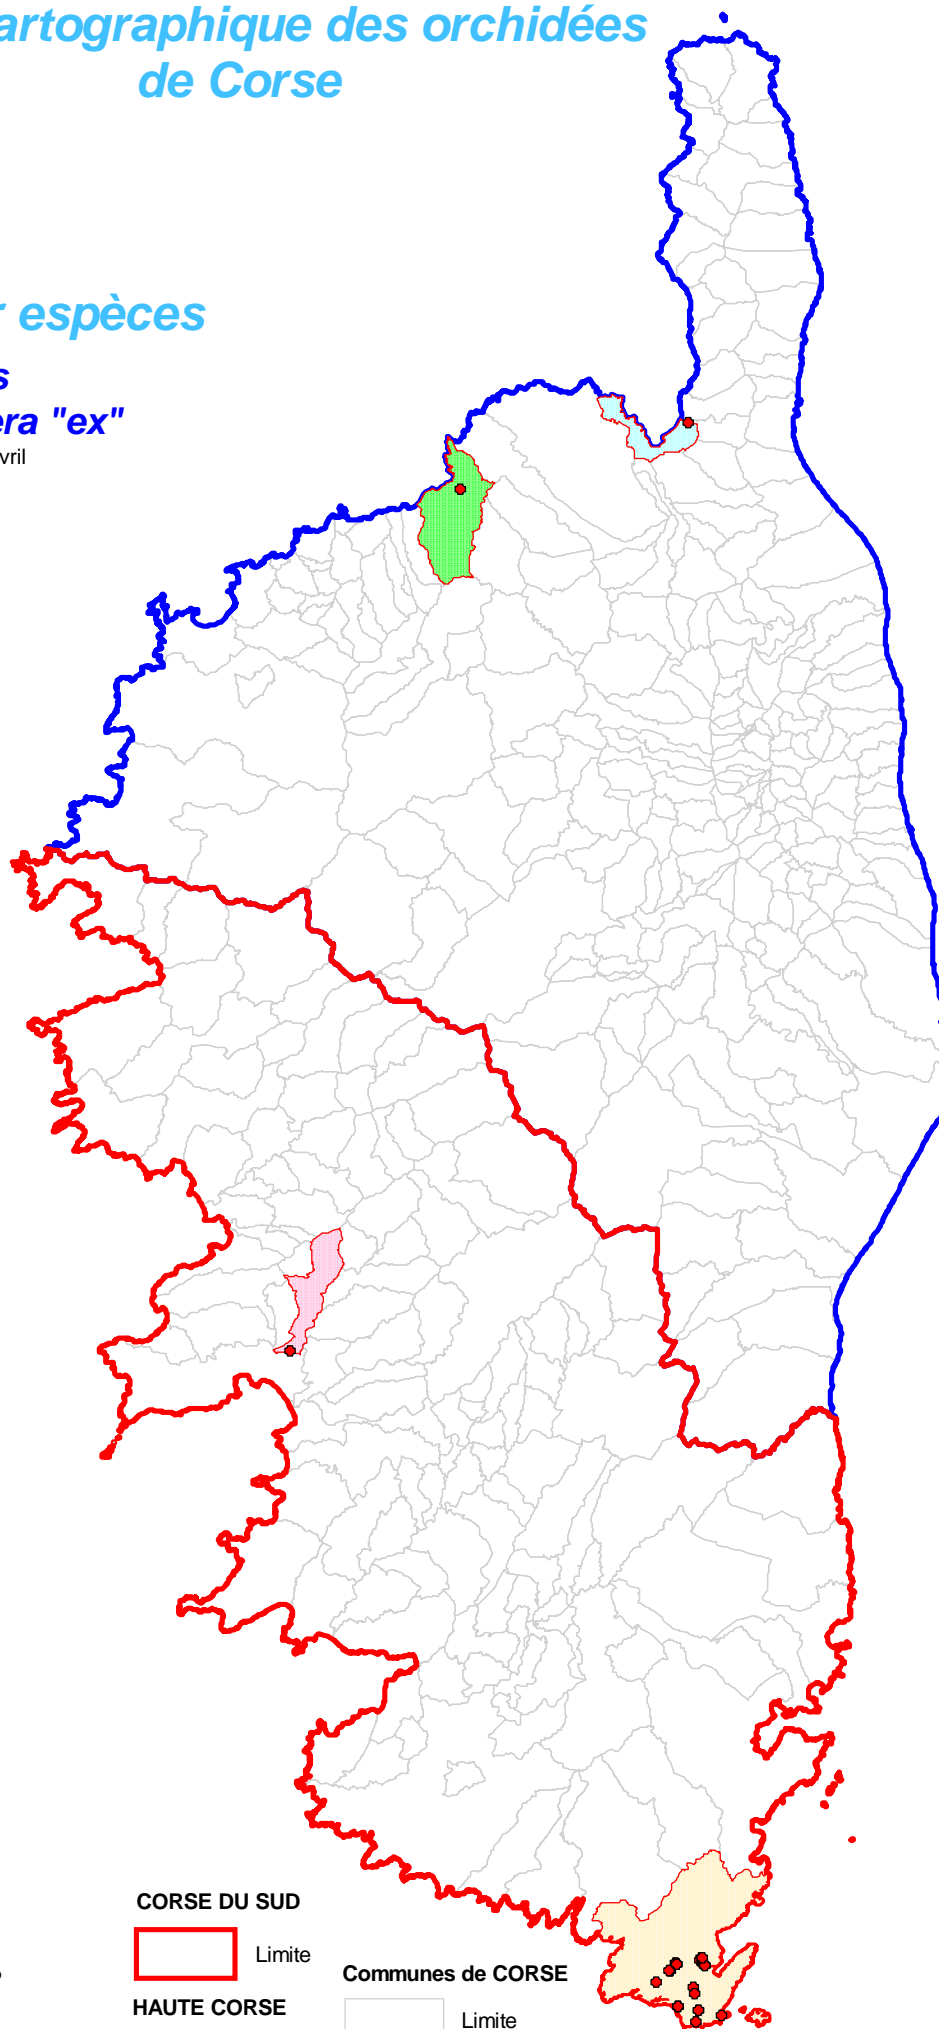 artographique des orchidées
de Corse
espèces
era "ex"
vril
CORSE DU SUD
Limite
Communes de CORSE
HAUTE CORSE
Limite